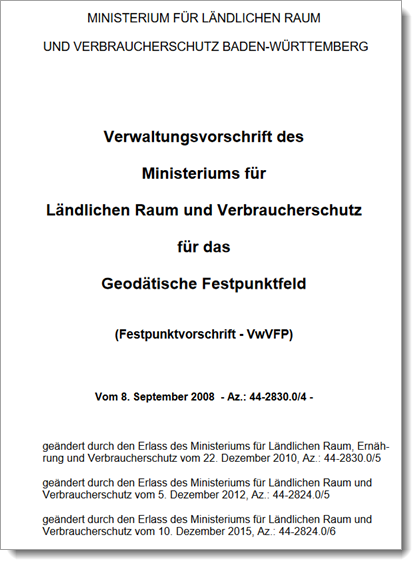 MINISTERIUM FÜR LÄNDLICHEN RAUM
UND VERBRAUCHERSCHUTZ BADEN-WÜRTTEMBERG
Verwaltungsvorschrift des
Ministeriums für
Ländlichen Raum und Verbraucherschutz
für das
Geodätische Festpunktfeld
(Festpunktvorschrift - VwVFP)
Vom 8. September 2008 - Az.: 44-2830.0/4 -
geändert durch den Erlass des Ministeriums für Ländlichen Raum, Ernäh-
rung und Verbraucherschutz vom 22. Dezember 2010, Az.: 44-2830.0/5
geändert durch den Erlass des Ministeriums für Ländlichen Raum und
Verbraucherschutz vom 5. Dezember 2012, Az.: 44-2824.0/5
geändert durch den Erlass des Ministeriums für Ländlichen Raum und
Verbraucherschutz vom 10. Dezember 2015, Az.: 44-2824.0/6